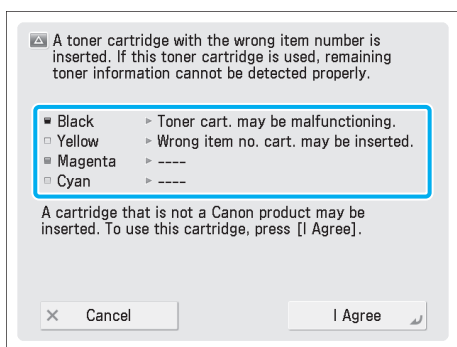 A toner cartridge with the wrong item number is
inserted. If this toner cartridge is used, remaining
toner information cannot be detected properly.
Black Toner cart. may be malfunctioning.
Yellow Wrong item no. cart. may be inserted.
Magenta ----
Cyan ----
A cartridge that is not a Canon product may be
inserted. To use this cartridge, press [I Agree].
Cancel I Agree